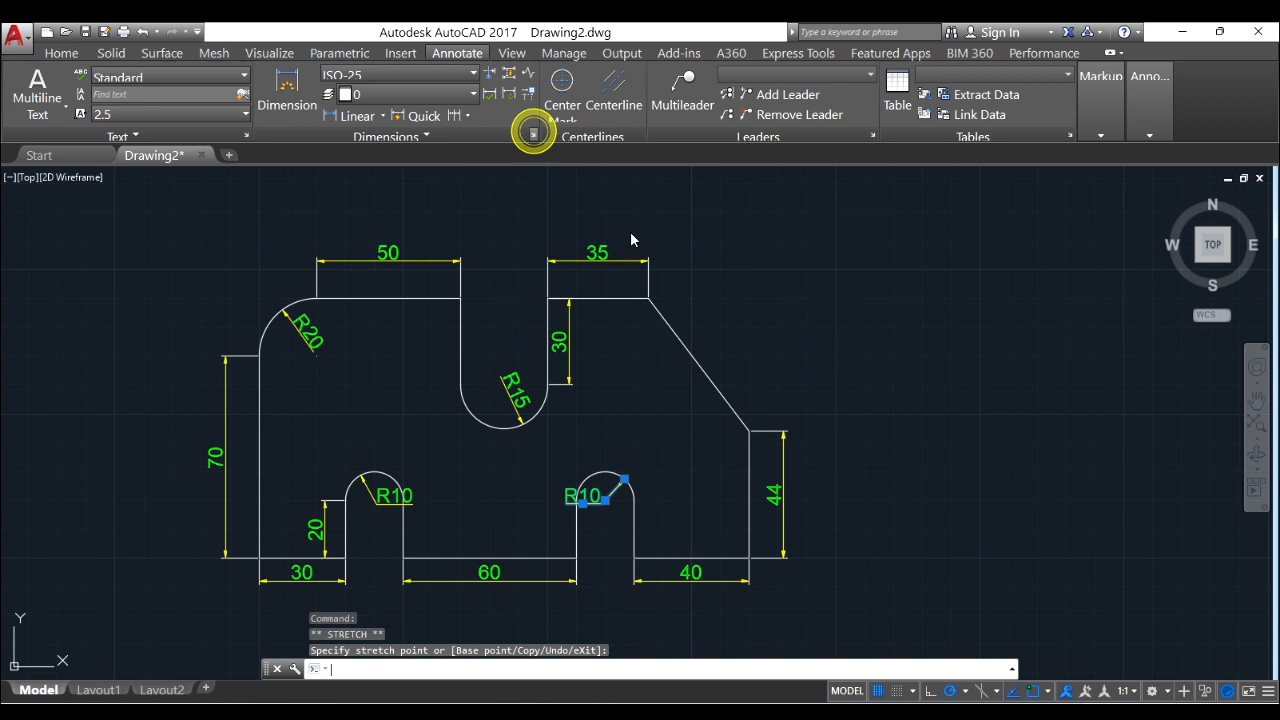 Autodesk AutoCAD 2017 Drawing2.dwg
Type a keyword or phrase
Sign In
Home Solid Surface Mesh Visualize Parametric Insert Annotate View Manage Output Add-ins A360 Express Tools Featured Apps BIM 360 Performance
A
Multiline
Text
ABC
Standard
Find text
2.5
Text
Dimension
ISO-25
0
Linear
Quick
Dimensions
Center
Mark
Centerline
Centerlines
Multileader
Add Leader
Remove Leader
Leaders
Table
Extract Data
Link Data
Tables
Markup
Anno...
Start
Drawing2*
[−][Top][2D Wireframe]
N
W TOP E
S
WCS
50
35
R20
30
R15
70
R10
R10
44
20
30
60
40
Y
X
Command:
** STRETCH **
Specify stretch point or [Base point/Copy/Undo/eXit]:
Model Layout1 Layout2 +
MODEL
1:1